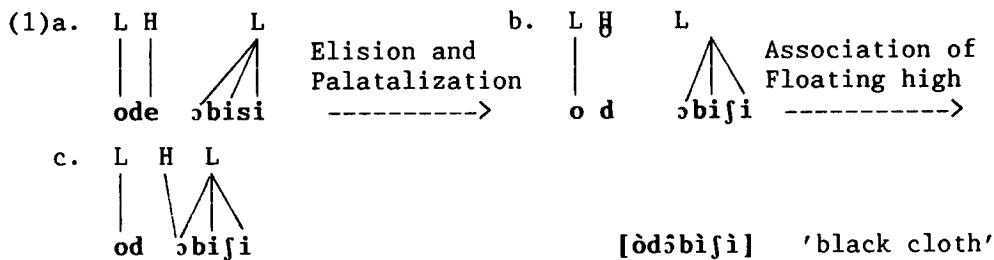 (1)a. L H L b. L H L
Elision and Association of
Palatalization Floating high
ode ɔbisi ----------> o d ɔbiʃi ---------->
c. L H L
od ɔbiʃi [òdɔ̂bìʃì] 'black cloth'